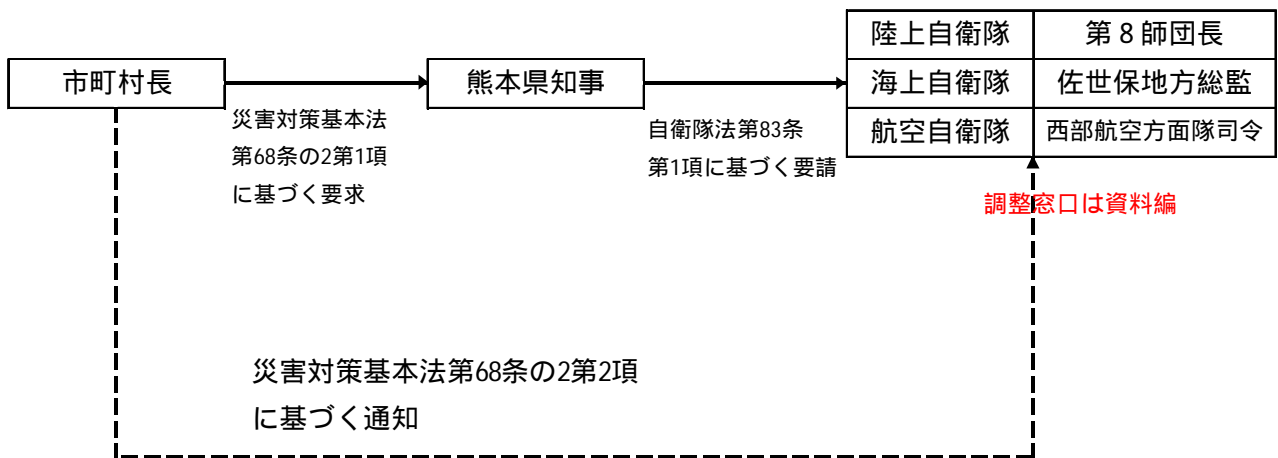 市町村長
災害対策基本法
第68条の2第1項
に基づく要求
熊本県知事
自衛隊法第83条
第1項に基づく要請
陸上自衛隊 第8師団長
海上自衛隊 佐世保地方総監
航空自衛隊 西部航空方面隊司令
調整窓口は資料編
災害対策基本法第68条の2第2項
に基づく通知